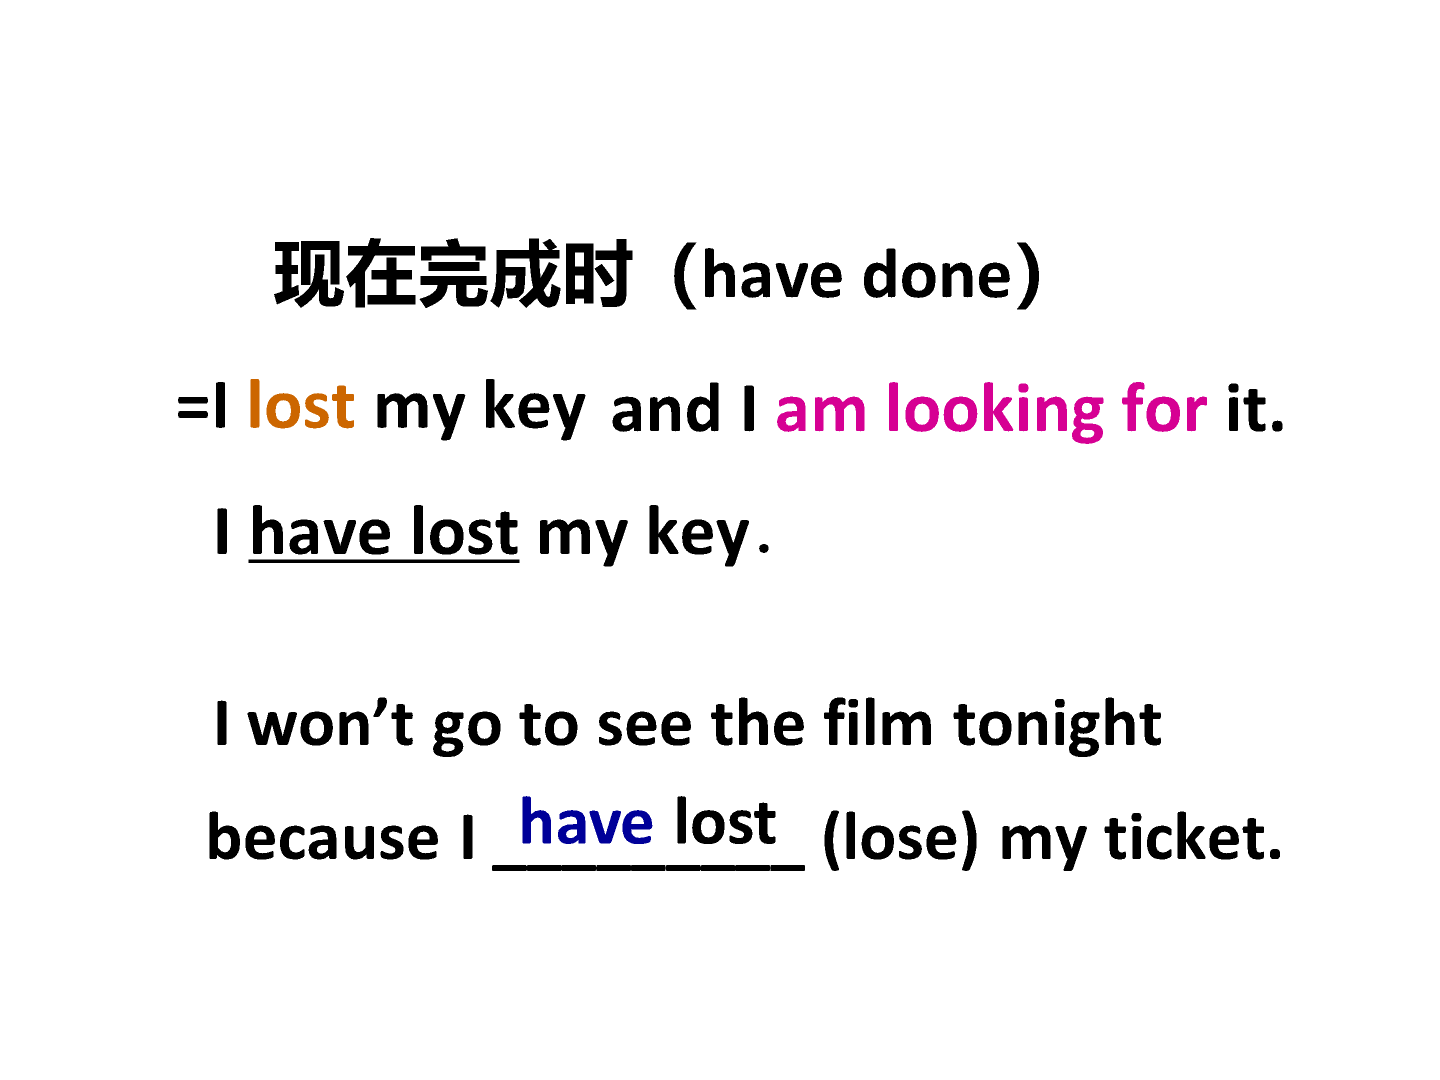 现在完成时（have done）
=I lost my key and I am looking for it.
I have lost my key.
I won’t go to see the film tonight
because I have lost (lose) my ticket.